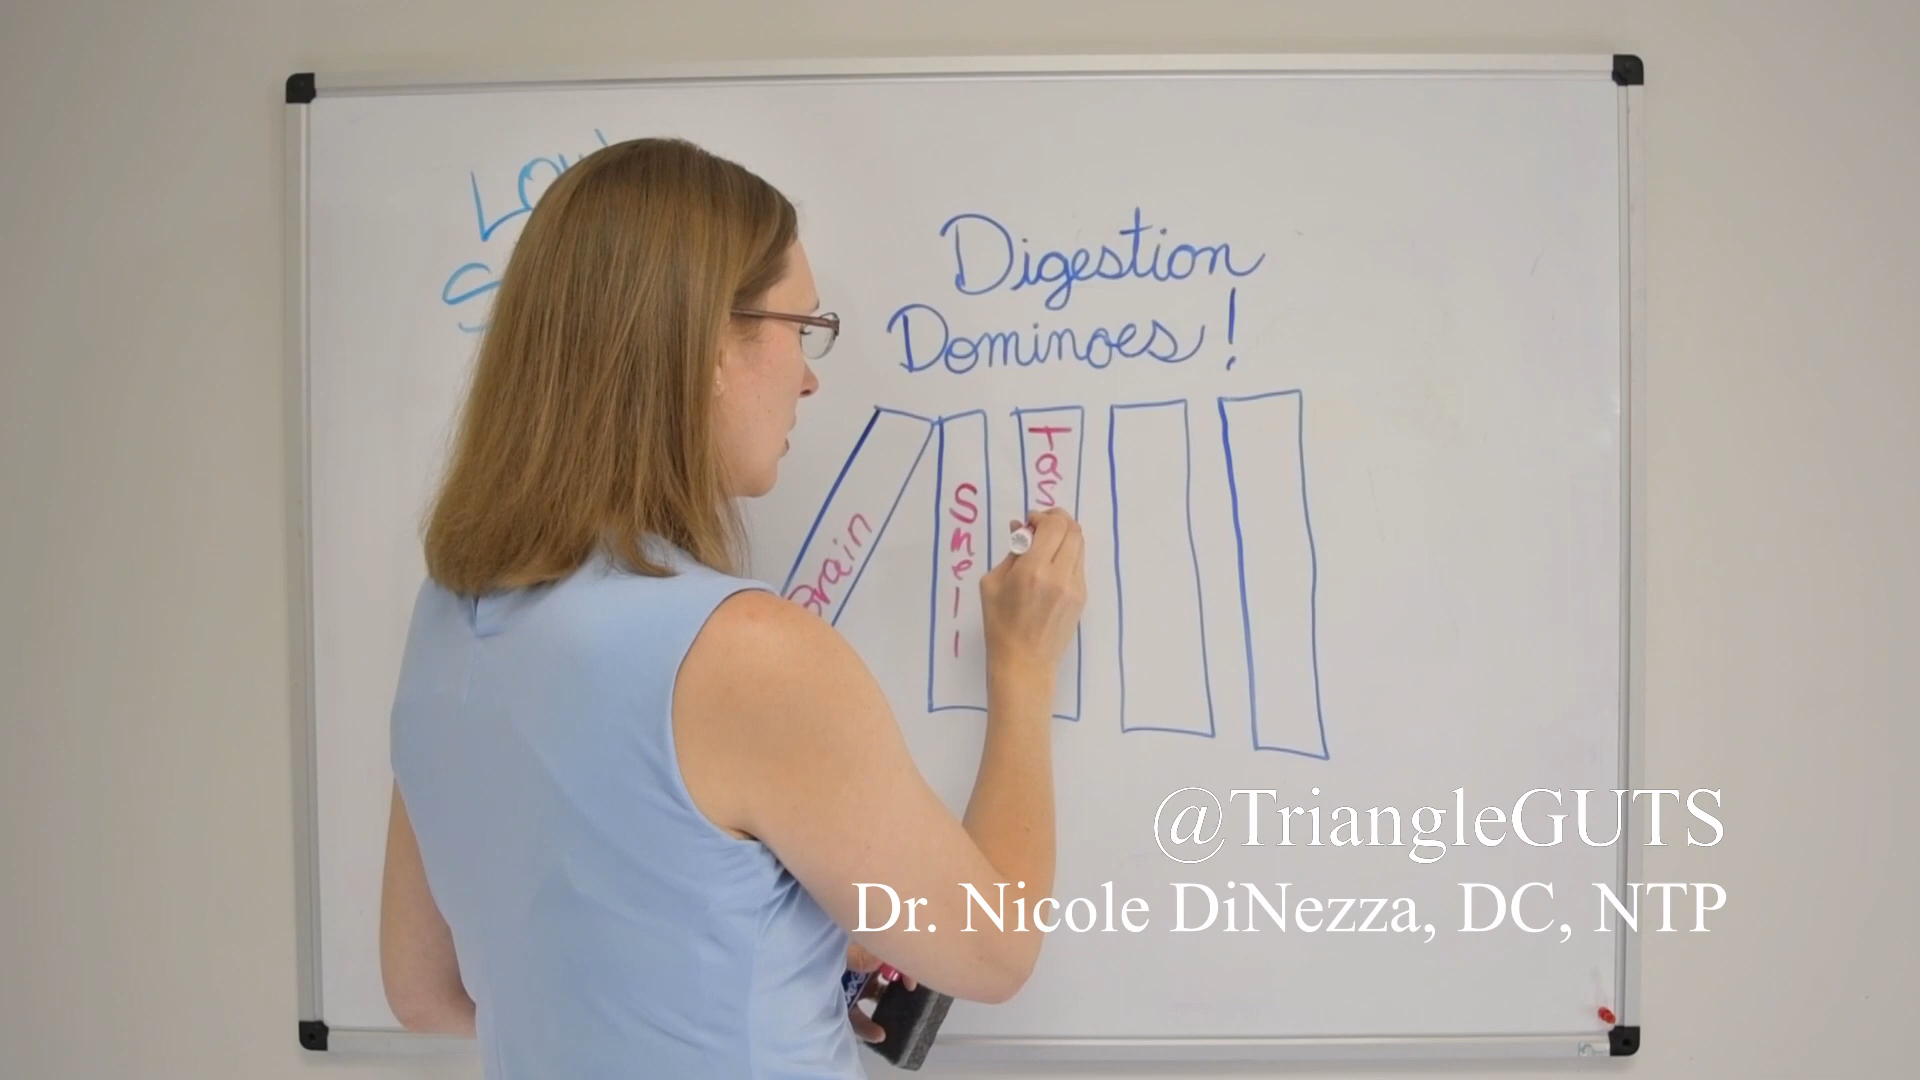 Digestion
Dominoes!
Brain
Smell
Tas
@TriangleGUTS
Dr. Nicole DiNezza, DC, NTP